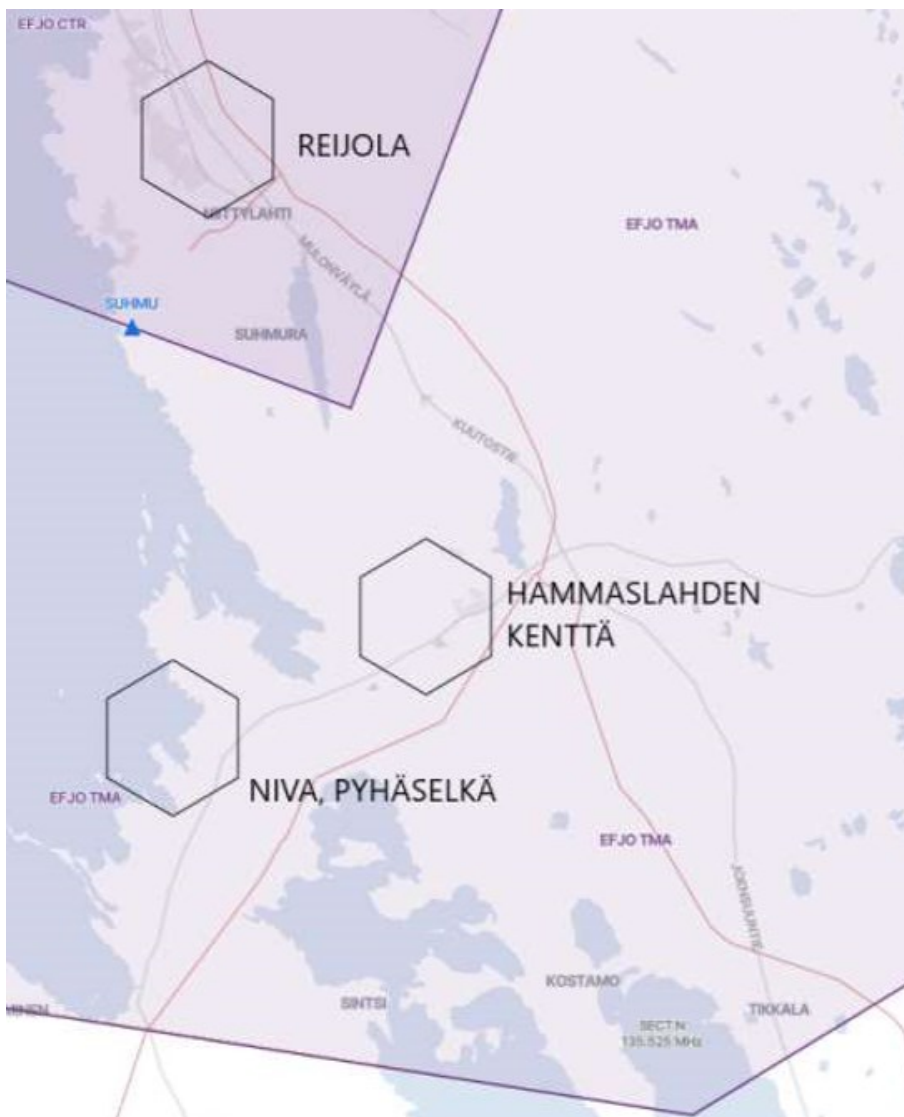 EFJO CTR
REIJOLA
NIITTYLAHTI
MULONVÄYLÄ
EFJO TMA
SUHMU
SUHMURA
KUUTOSTIE
HAMMASLAHDEN
KENTTÄ
NIVA, PYHÄSELKÄ
EFJO TMA
EFJO TMA
JOENSUUNTIE
KOSTAMO
SINTSI
TIKKALA
SECT N
135.525 MHz